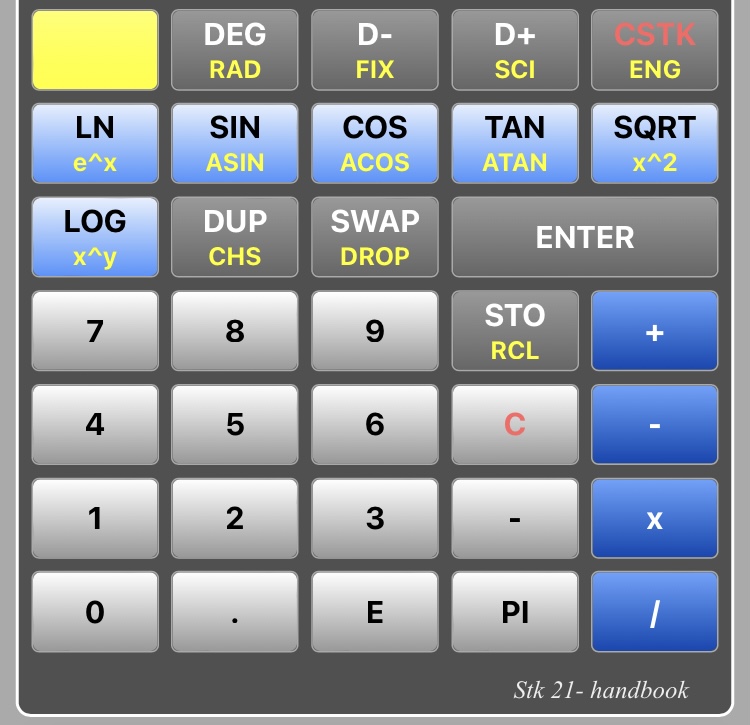 DEG D- D+ CSTK
RAD FIX SCI ENG
LN SIN COS TAN SQRT
e^x ASIN ACOS ATAN x^2
LOG DUP SWAP ENTER
x^y CHS DROP
7 8 9 STO +
RCL
4 5 6 C -
1 2 3 - x
0 . E PI /
Stk 21- handbook